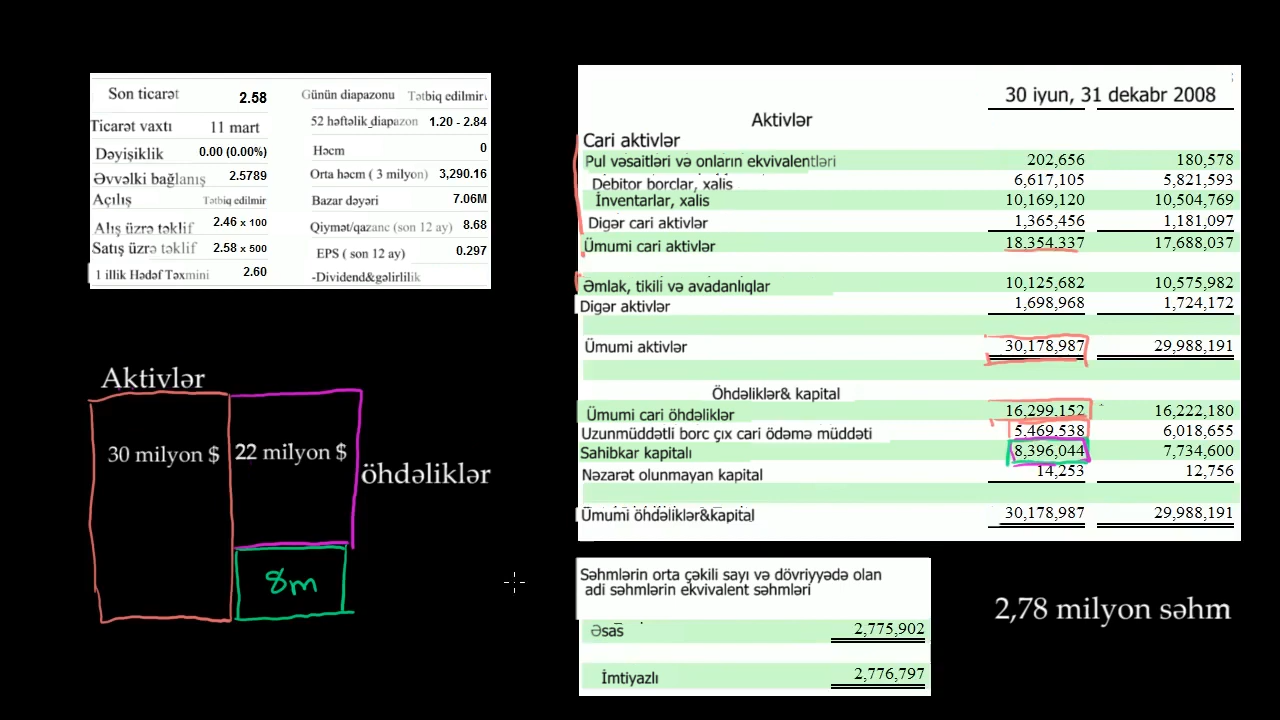 Son ticarət 2.58 Günün diapazonu Tətbiq edilmir
Ticarət vaxtı 11 mart 52 həftəlik diapazon 1.20 - 2.84
Dəyişiklik 0.00 (0.00%) Həcm 0
Əvvəlki bağlanış 2.5789 Orta həcm ( 3 milyon) 3,290.16
Açılış Tətbiq edilmir Bazar dəyəri 7.06M
Alış üzrə təklif 2.46 x 100 Qiymət/qazanc (son 12 ay) 8.68
Satış üzrə təklif 2.58 x 500 EPS ( son 12 ay) 0.297
1 illik Hədəf Təxmini 2.60 -Dividend&gəlirlilik
30 iyun, 31 dekabr 2008
Aktivlər
Cari aktivlər
Pul vəsaitləri və onların ekvivalentləri 202,656 180,578
Debitor borclar, xalis 6,617,105 5,821,593
İnventarlar, xalis 10,169,120 10,504,769
Digər cari aktivlər 1,365,456 1,181,097
Ümumi cari aktivlər 18,354,337 17,688,037
Əmlak, tikili və avadanlıqlar 10,125,682 10,575,982
Digər aktivlər 1,698,968 1,724,172
Ümumi aktivlər 30,178,987 29,988,191
Öhdəliklər& kapital
Ümumi cari öhdəliklər 16,299,152 16,222,180
Uzunmüddətli borc çıx cari ödəmə müddəti 5,469,538 6,018,655
Sahibkar kapitalı 8,396,044 7,734,600
Nəzarət olunmayan kapital 14,253 12,756
Ümumi öhdəliklər&kapital 30,178,987 29,988,191
Aktivlər
30 milyon $ 22 milyon $
öhdəliklər
8m
Səhmlərin orta çəkili sayı və dövriyyədə olan
adi səhmlərin ekvivalent səhmləri
Əsas 2,775,902
İmtiyazlı 2,776,797
2,78 milyon səhm